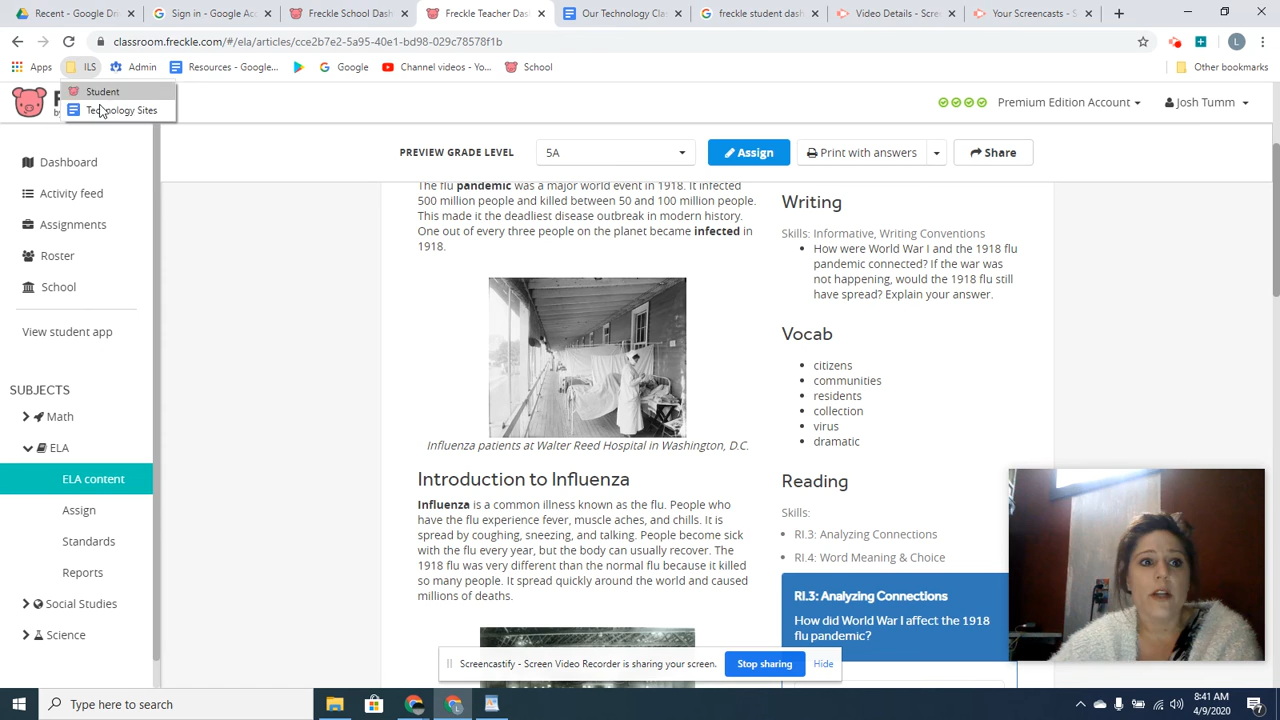 Recent - Google Driv
Sign in - Google Acc
Freckle School Dash
Freckle Teacher Das
Our Technology Clas
freckle student dash
Video Details - Scree
Your Screencasts - Sc
classroom.freckle.com/#/ela/articles/cce2b7e2-5a95-40e1-bd98-029c78578f1b
L
Apps
ILS
Admin
Resources - Google...
Google
Channel videos - Yo...
School
Other bookmarks
Student
Technology Sites
Premium Edition Account
Josh Tumm
PREVIEW GRADE LEVEL
5A
Assign
Print with answers
Share
Dashboard
Activity feed
Assignments
Roster
School
View student app
SUBJECTS
Math
ELA
ELA content
Assign
Standards
Reports
Social Studies
Science
The flu pandemic was a major world event in 1918. It infected
500 million people and killed between 50 and 100 million people.
This made it the deadliest disease outbreak in modern history.
One out of every three people on the planet became infected in
1918.
Influenza patients at Walter Reed Hospital in Washington, D.C.
Introduction to Influenza
Influenza is a common illness known as the flu. People who
have the flu experience fever, muscle aches, and chills. It is
spread by coughing, sneezing, and talking. People become sick
with the flu every year, but the body can usually recover. The
1918 flu was very different than the normal flu because it killed
so many people. It spread quickly around the world and caused
millions of deaths.
Writing
Skills: Informative, Writing Conventions
• How were World War I and the 1918 flu
pandemic connected? If the war was
not happening, would the 1918 flu still
have spread? Explain your answer.
Vocab
• citizens
• communities
• residents
• collection
• virus
• dramatic
Reading
Skills:
• RI.3: Analyzing Connections
• RI.4: Word Meaning & Choice
RI.3: Analyzing Connections
How did World War I affect the 1918
flu pandemic?
Screencastify - Screen Video Recorder is sharing your screen.
Stop sharing
Hide
Type here to search
8:41 AM
4/9/2020